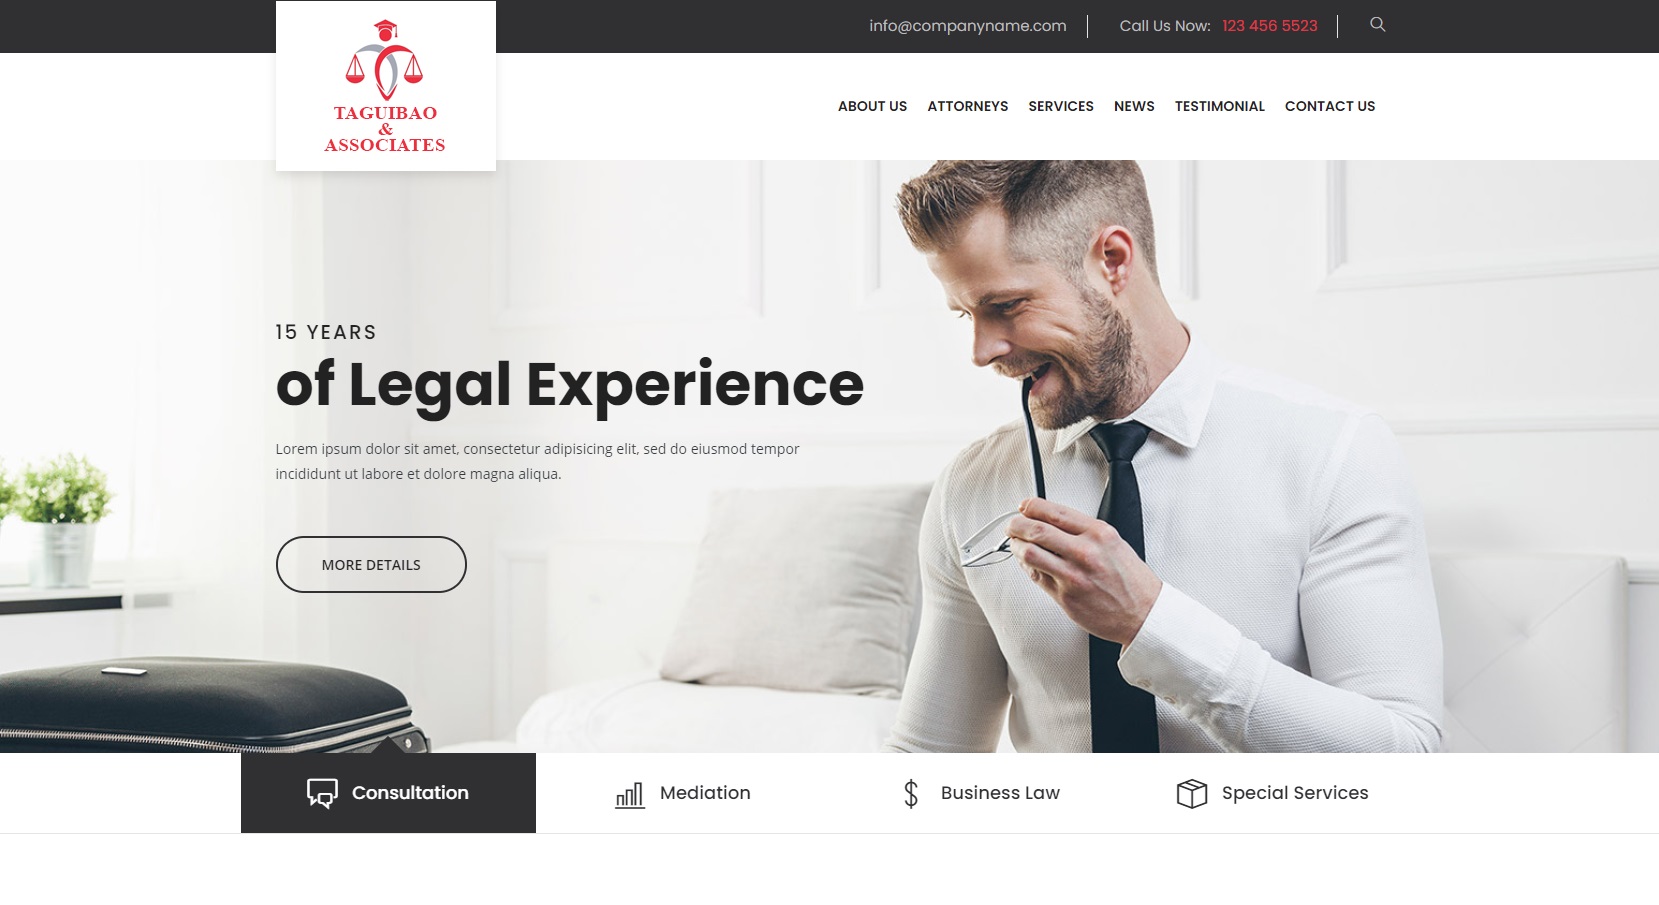 info@companyname.com
Call Us Now: 123 456 5523
TAGUIBAO
&
ASSOCIATES
ABOUT US
ATTORNEYS
SERVICES
NEWS
TESTIMONIAL
CONTACT US
15 YEARS
of Legal Experience
Lorem ipsum dolor sit amet, consectetur adipisicing elit, sed do eiusmod tempor
incididunt ut labore et dolore magna aliqua.
MORE DETAILS
Consultation
Mediation
Business Law
Special Services